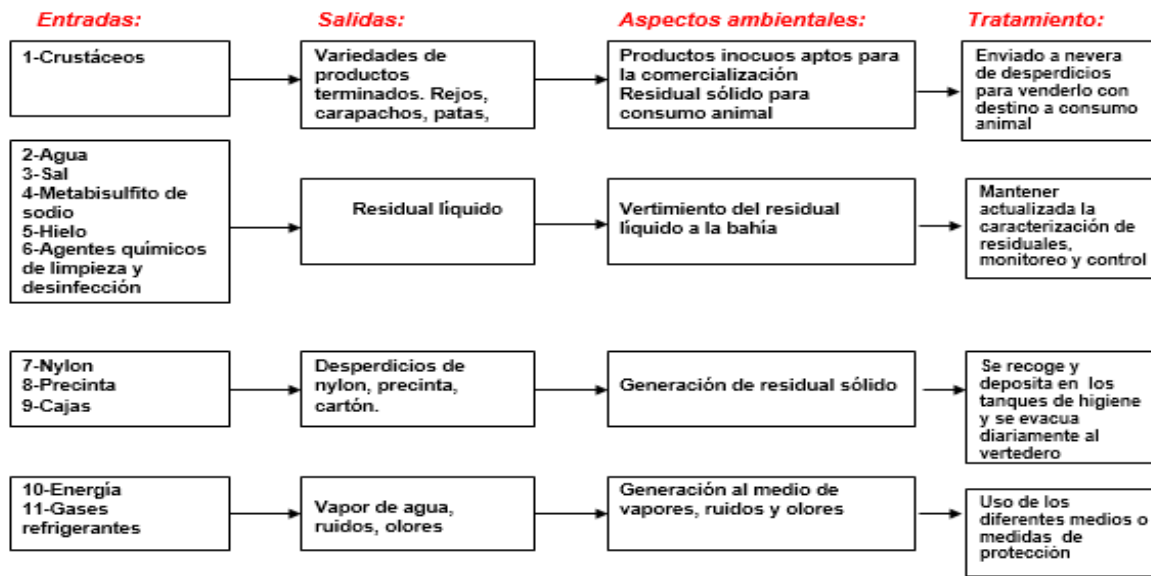 Entradas:
Salidas:
Aspectos ambientales:
Tratamiento:
1-Crustáceos
Variedades de
productos
terminados. Rejos,
carapachos, patas,
Productos inocuos aptos para
la comercialización
Residual sólido para
consumo animal
Enviado a nevera
de desperdicios
para venderlo con
destino a consumo
animal
2-Agua
3-Sal
4-Metabisulfito de
sodio
5-Hielo
6-Agentes químicos
de limpieza y
desinfección
Residual líquido
Vertimiento del residual
líquido a la bahía
Mantener
actualizada la
caracterización de
residuales,
monitoreo y control
7-Nylon
8-Precinta
9-Cajas
Desperdicios de
nylon, precinta,
cartón.
Generación de residual sólido
Se recoge y
deposita en los
tanques de higiene
y se evacua
diariamente al
vertedero
10-Energía
11-Gases
refrigerantes
Vapor de agua,
ruidos, olores
Generación al medio de
vapores, ruidos y olores
Uso de los
diferentes medios o
medidas de
protección